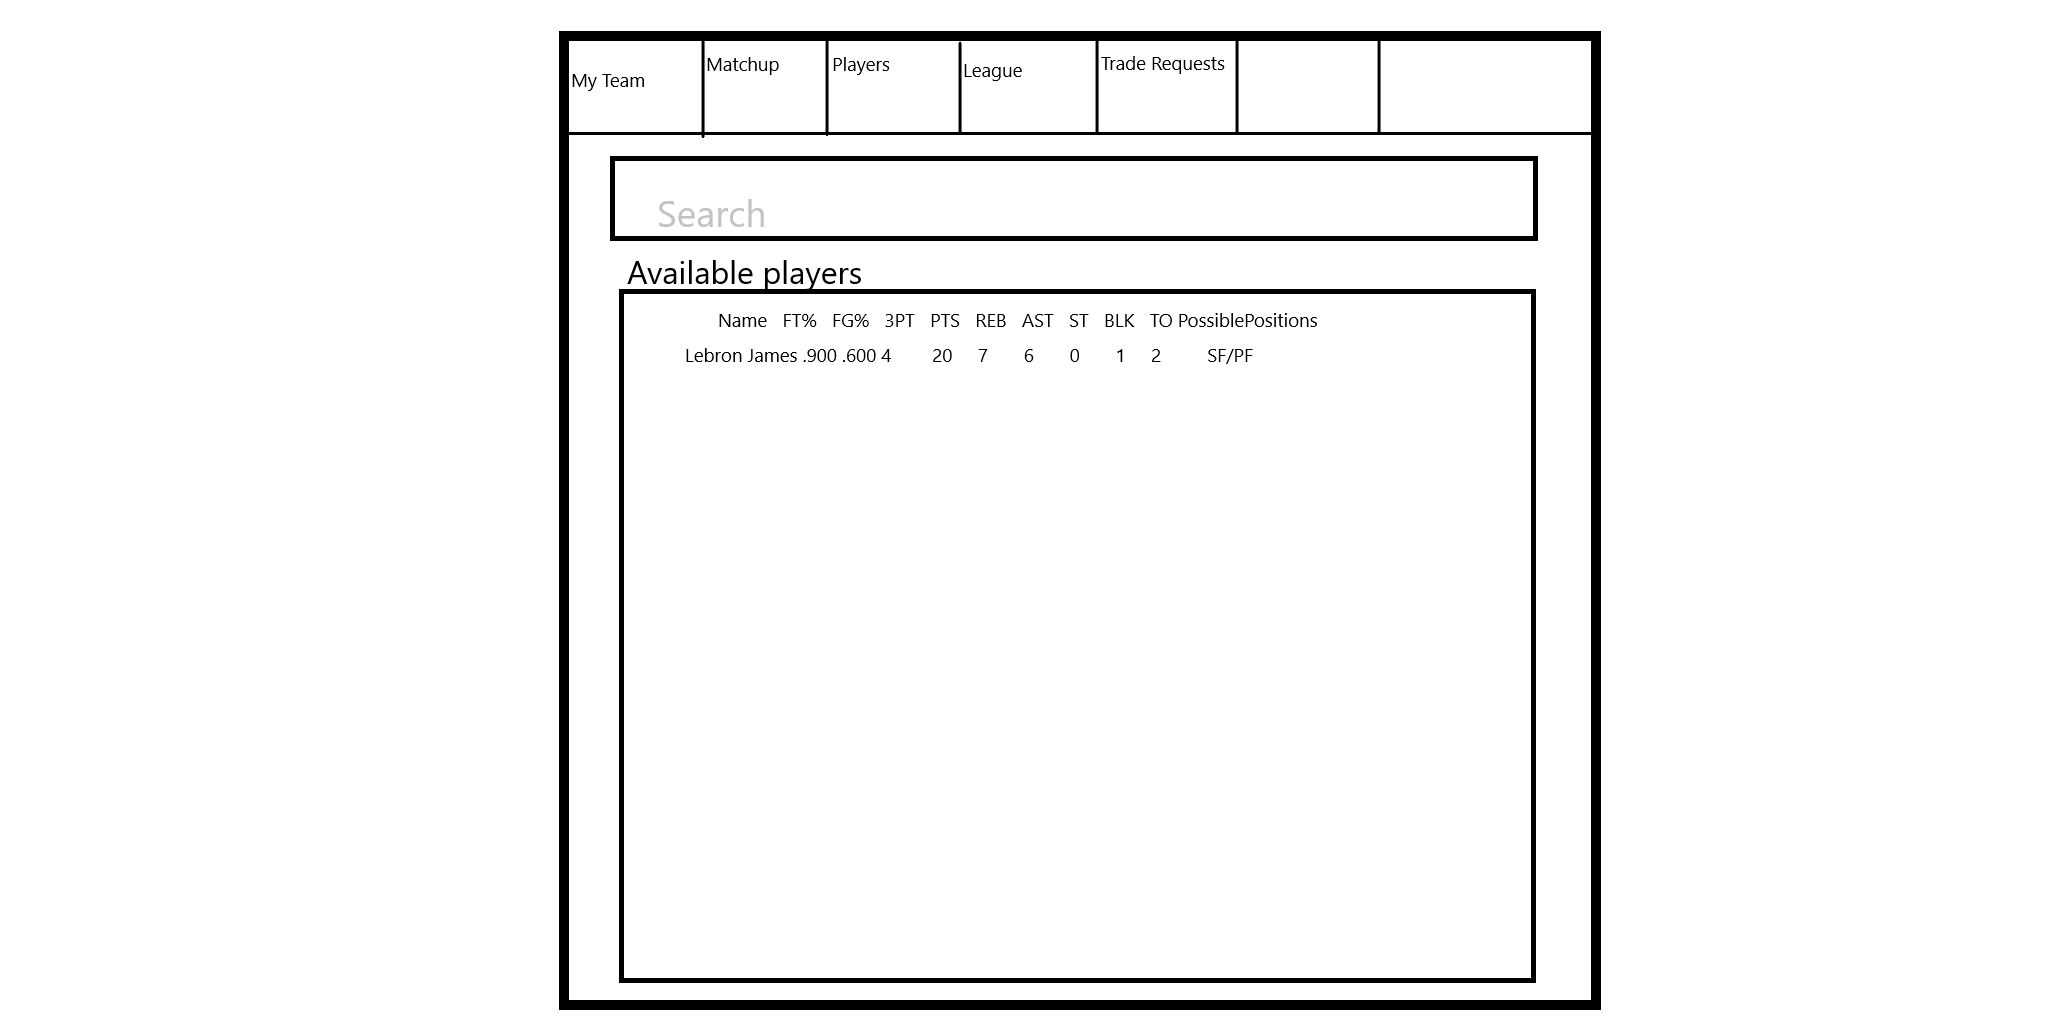 My Team Matchup Players League Trade Requests
Search
Available players
Name FT% FG% 3PT PTS REB AST ST BLK TO PossiblePositions
Lebron James .900 .600 4 20 7 6 0 1 2 SF/PF